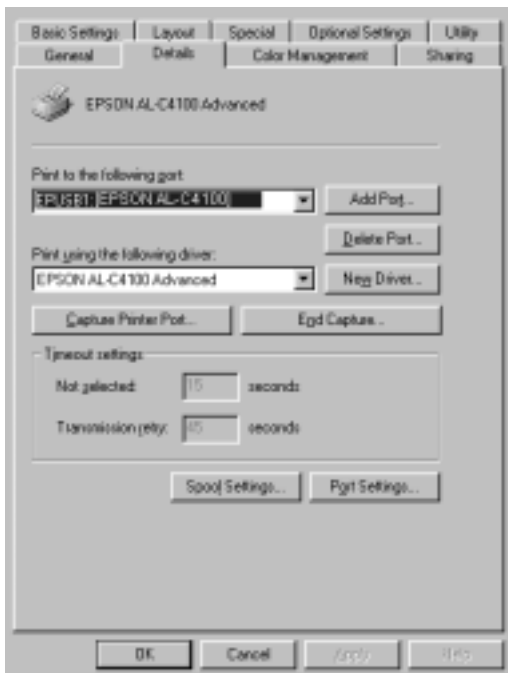 Basic Settings Layout Special Optional Settings Utility
General Details Color Management Sharing
EPSON AL-C4100 Advanced
Print to the following port:
EPUSB1: (EPSON AL-C4100) Add Port...
Delete Port...
Print using the following driver:
EPSON AL-C4100 Advanced New Driver...
Capture Printer Port... End Capture...
Timeout settings
Not selected: 15 seconds
Transmission retry: 45 seconds
Spool Settings... Port Settings...
OK Cancel Apply Help